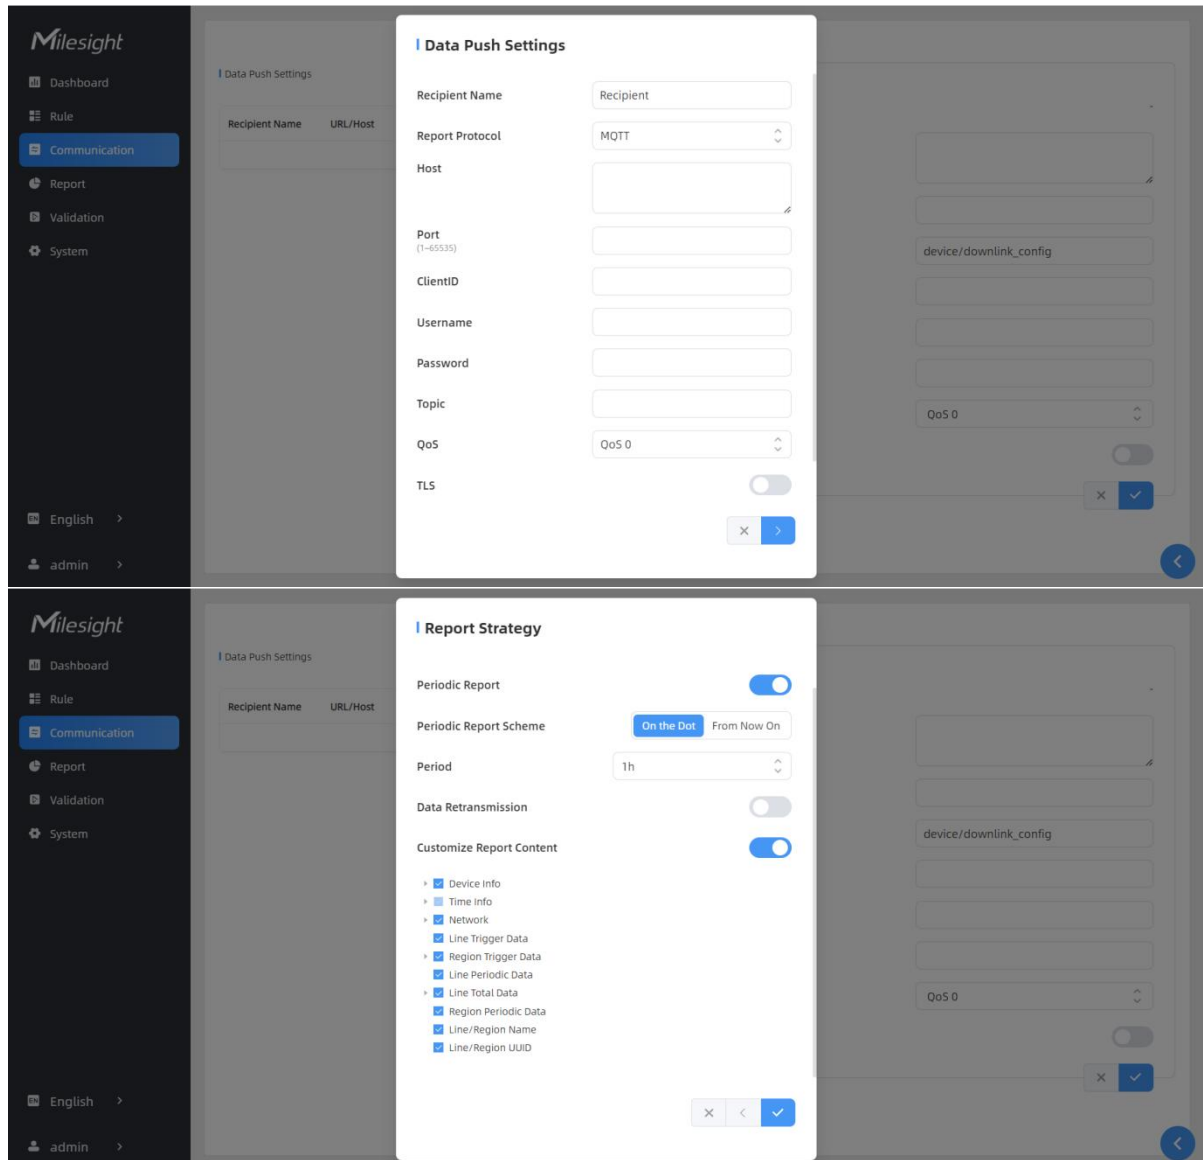 Milesight
Dashboard
Rule
Communication
Report
Validation
System
English
admin
Data Push Settings
Recipient Name URL/Host
Data Push Settings
Recipient Name Recipient
Report Protocol MQTT
Host
Port
(1~65535)
ClientID
Username
Password
Topic
QoS QoS 0
TLS
device/downlink_config
QoS 0
Milesight
Dashboard
Rule
Communication
Report
Validation
System
English
admin
Data Push Settings
Recipient Name URL/Host
Report Strategy
Periodic Report
Periodic Report Scheme On the Dot From Now On
Period 1h
Data Retransmission
Customize Report Content
Device Info
Time Info
Network
Line Trigger Data
Region Trigger Data
Line Periodic Data
Line Total Data
Region Periodic Data
Line/Region Name
Line/Region UUID
device/downlink_config
QoS 0